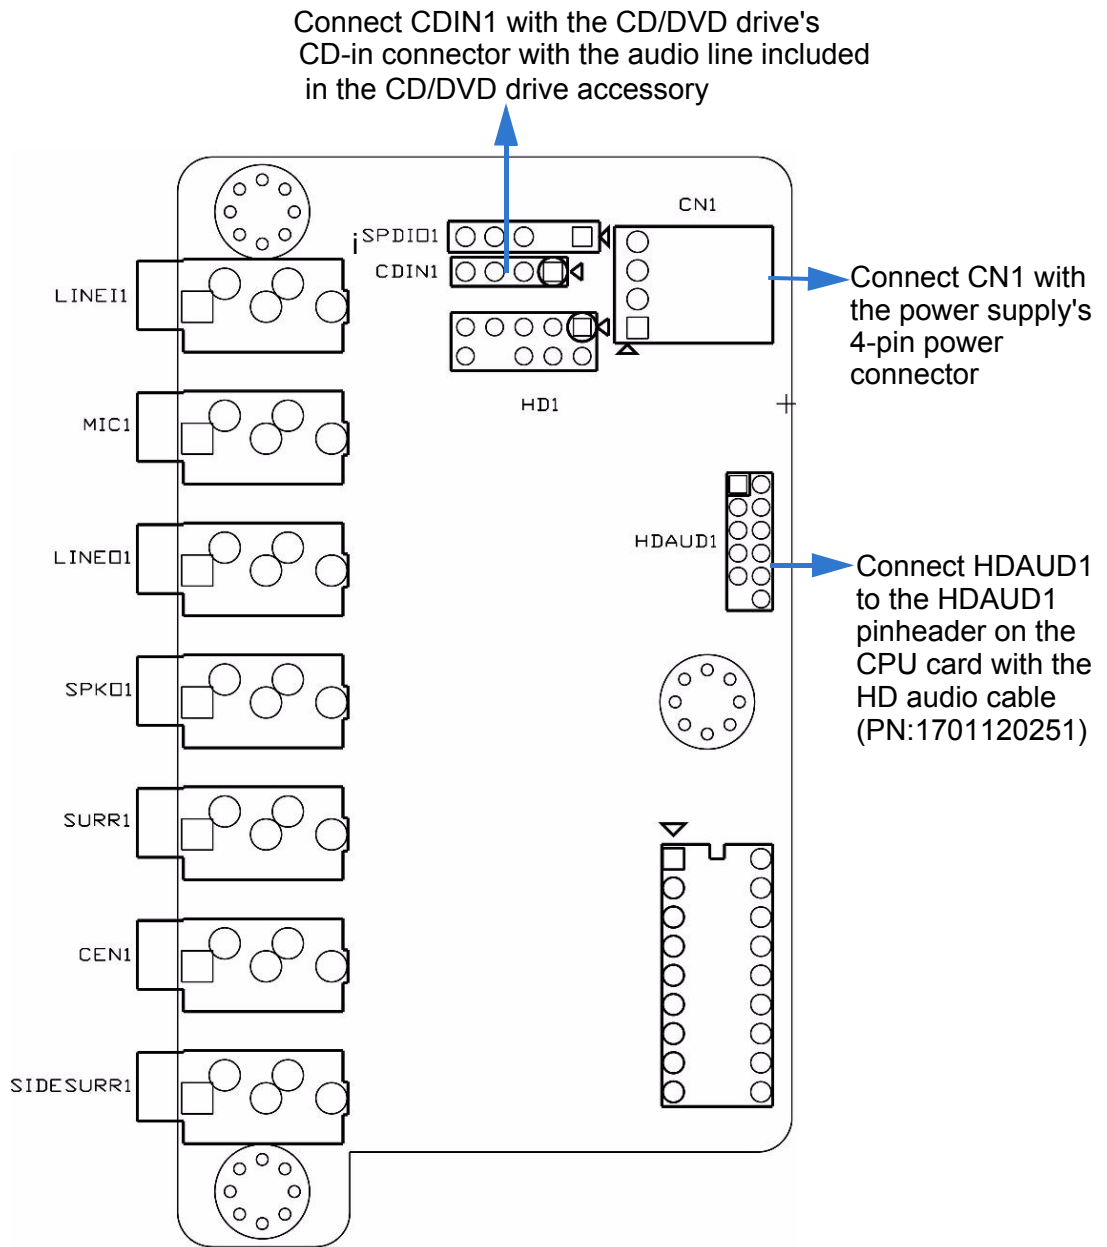 Connect CDIN1 with the CD/DVD drive's
CD-in connector with the audio line included
in the CD/DVD drive accessory
CN1
iSPDIO1
CDIN1
LINEI1
Connect CN1 with
the power supply's
4-pin power
connector
HD1
MIC1
HDAUD1
LINEO1
Connect HDAUD1
to the HDAUD1
pinheader on the
CPU card with the
HD audio cable
(PN:1701120251)
SPKO1
SURR1
CEN1
SIDESURR1